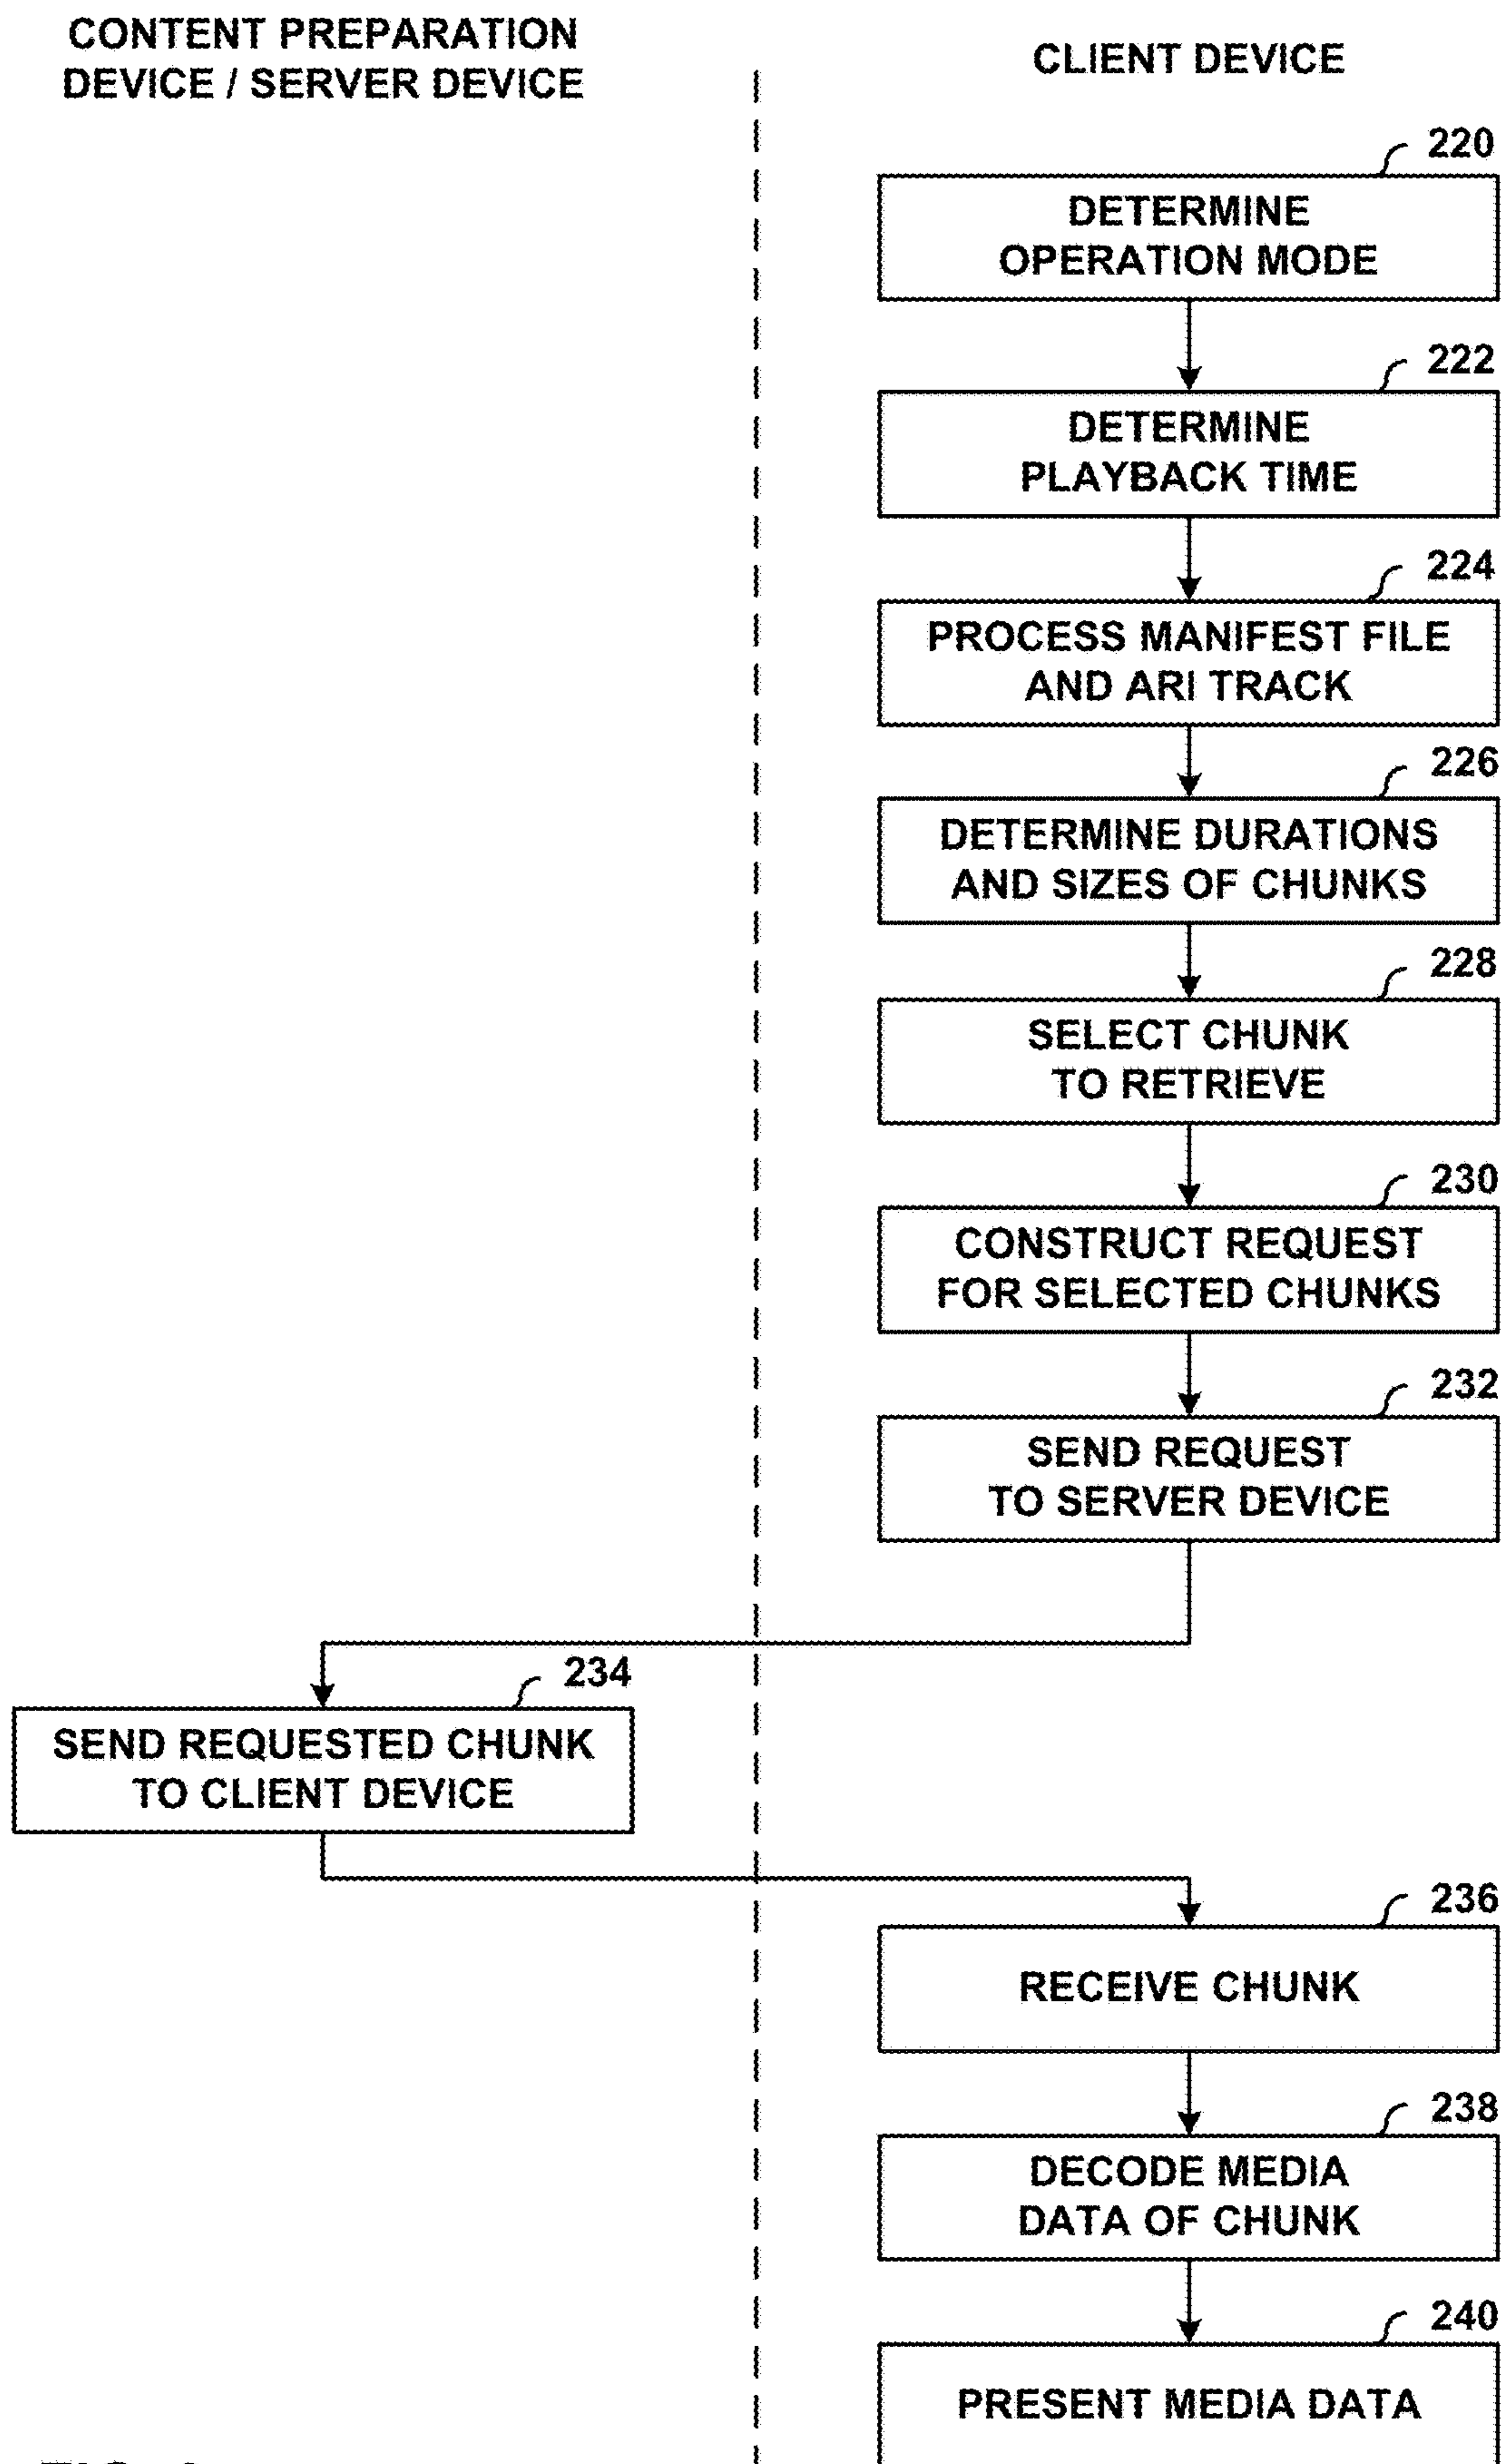 CONTENT PREPARATION
DEVICE / SERVER DEVICE
CLIENT DEVICE
220
DETERMINE
OPERATION MODE
222
DETERMINE
PLAYBACK TIME
224
PROCESS MANIFEST FILE
AND ARI TRACK
226
DETERMINE DURATIONS
AND SIZES OF CHUNKS
228
SELECT CHUNK
TO RETRIEVE
230
CONSTRUCT REQUEST
FOR SELECTED CHUNKS
232
SEND REQUEST
TO SERVER DEVICE
234
SEND REQUESTED CHUNK
TO CLIENT DEVICE
236
RECEIVE CHUNK
238
DECODE MEDIA
DATA OF CHUNK
240
PRESENT MEDIA DATA